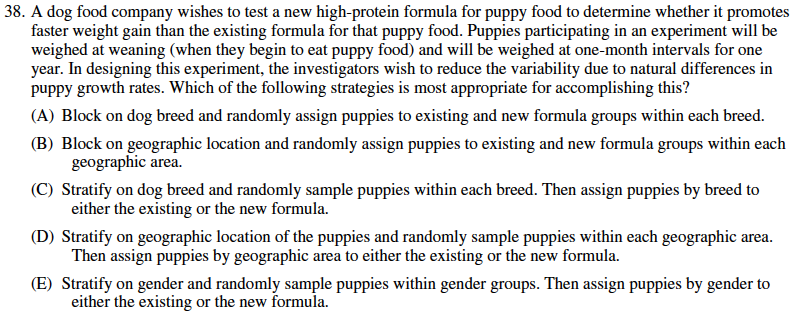 38. A dog food company wishes to test a new high-protein formula for puppy food to determine whether it promotes
faster weight gain than the existing formula for that puppy food. Puppies participating in an experiment will be
weighed at weaning (when they begin to eat puppy food) and will be weighed at one-month intervals for one
year. In designing this experiment, the investigators wish to reduce the variability due to natural differences in
puppy growth rates. Which of the following strategies is most appropriate for accomplishing this?
(A) Block on dog breed and randomly assign puppies to existing and new formula groups within each breed.
(B) Block on geographic location and randomly assign puppies to existing and new formula groups within each
geographic area.
(C) Stratify on dog breed and randomly sample puppies within each breed. Then assign puppies by breed to
either the existing or the new formula.
(D) Stratify on geographic location of the puppies and randomly sample puppies within each geographic area.
Then assign puppies by geographic area to either the existing or the new formula.
(E) Stratify on gender and randomly sample puppies within gender groups. Then assign puppies by gender to
either the existing or the new formula.